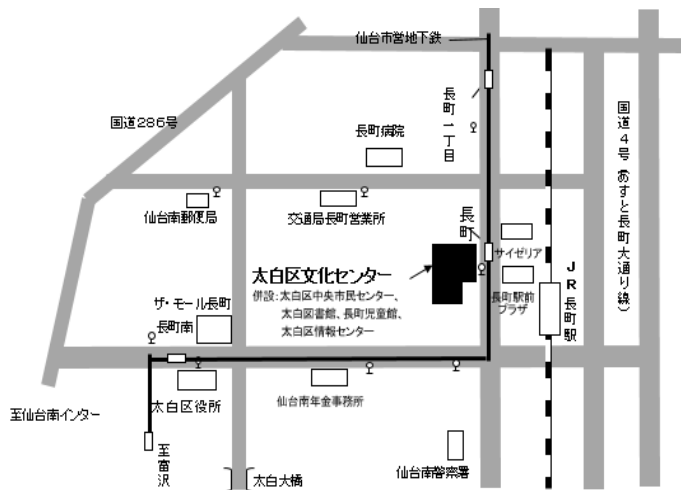 仙台市営地下鉄
長町一丁目
国道286号
長町病院
国道4号（あすと長町大通り線）
仙台南郵便局
交通局長町営業所
長町
サイゼリア
太白区文化センター
併設：太白区中央市民センター、
太白図書館、長町児童館、
太白区情報センター
長町駅前
プラザ
JR長町駅
ザ・モール長町
長町南
太白区役所
仙台南年金事務所
至仙台南インター
至富沢
太白大橋
仙台南警察署